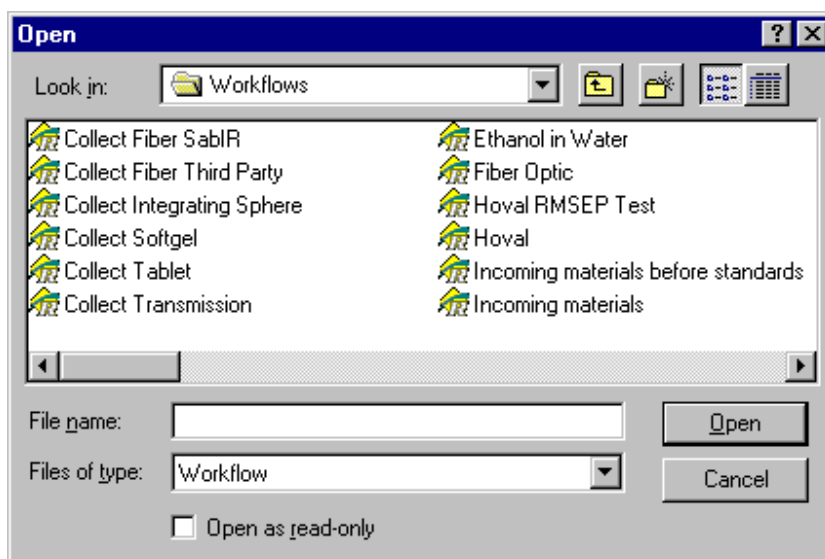 Open
Look in: Workflows
Collect Fiber SabIR
Collect Fiber Third Party
Collect Integrating Sphere
Collect Softgel
Collect Tablet
Collect Transmission
Ethanol in Water
Fiber Optic
Hoval RMSEP Test
Hoval
Incoming materials before standards
Incoming materials
File name: Open
Files of type: Workflow Cancel
Open as read-only